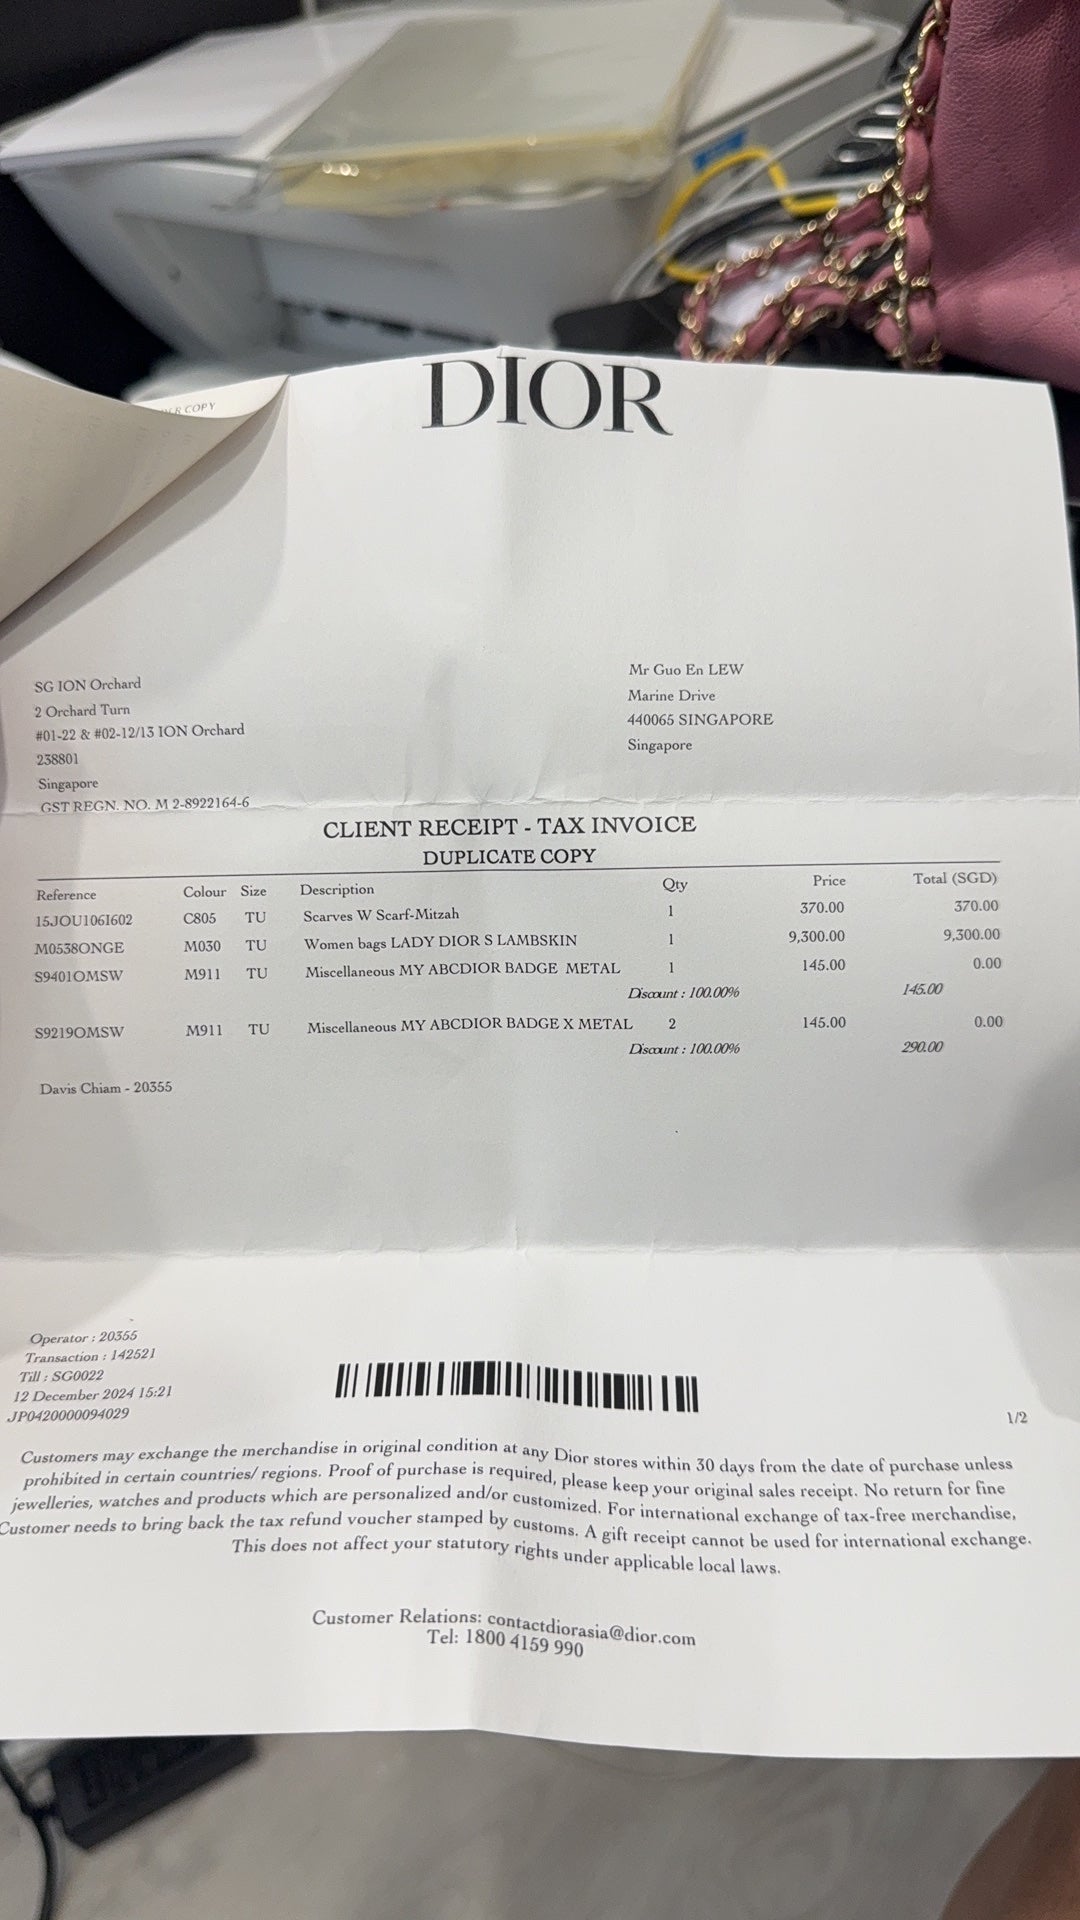 COPY
DIOR
SG ION Orchard
2 Orchard Turn
#01-22 & #02-12/13 ION Orchard
238801
Singapore
GST REGN. NO. M 2-8922164-6
Mr Guo En LEW
Marine Drive
440065 SINGAPORE
Singapore
CLIENT RECEIPT - TAX INVOICE
DUPLICATE COPY
Reference Colour Size Description Qty Price Total (SGD)
15JOU106I602 C805 TU Scarves W Scarf-Mitzah 1 370.00 370.00
M0538ONGE M030 TU Women bags LADY DIOR S LAMBSKIN 1 9,300.00 9,300.00
S9401OMSW M911 TU Miscellaneous MY ABCDIOR BADGE METAL 1 145.00 0.00
Discount : 100.00% 145.00
S9219OMSW M911 TU Miscellaneous MY ABCDIOR BADGE X METAL 2 145.00 0.00
Discount : 100.00% 290.00
Davis Chiam - 20355
Operator : 20355
Transaction : 142521
Till : SG0022
12 December 2024 15:21
JP0420000094029
1/2
Customers may exchange the merchandise in original condition at any Dior stores within 30 days from the date of purchase unless
prohibited in certain countries/ regions. Proof of purchase is required, please keep your original sales receipt. No return for fine
jewelleries, watches and products which are personalized and/or customized. For international exchange of tax-free merchandise,
Customer needs to bring back the tax refund voucher stamped by customs. A gift receipt cannot be used for international exchange.
This does not affect your statutory rights under applicable local laws.
Customer Relations: contactdiorasia@dior.com
Tel: 1800 4159 990